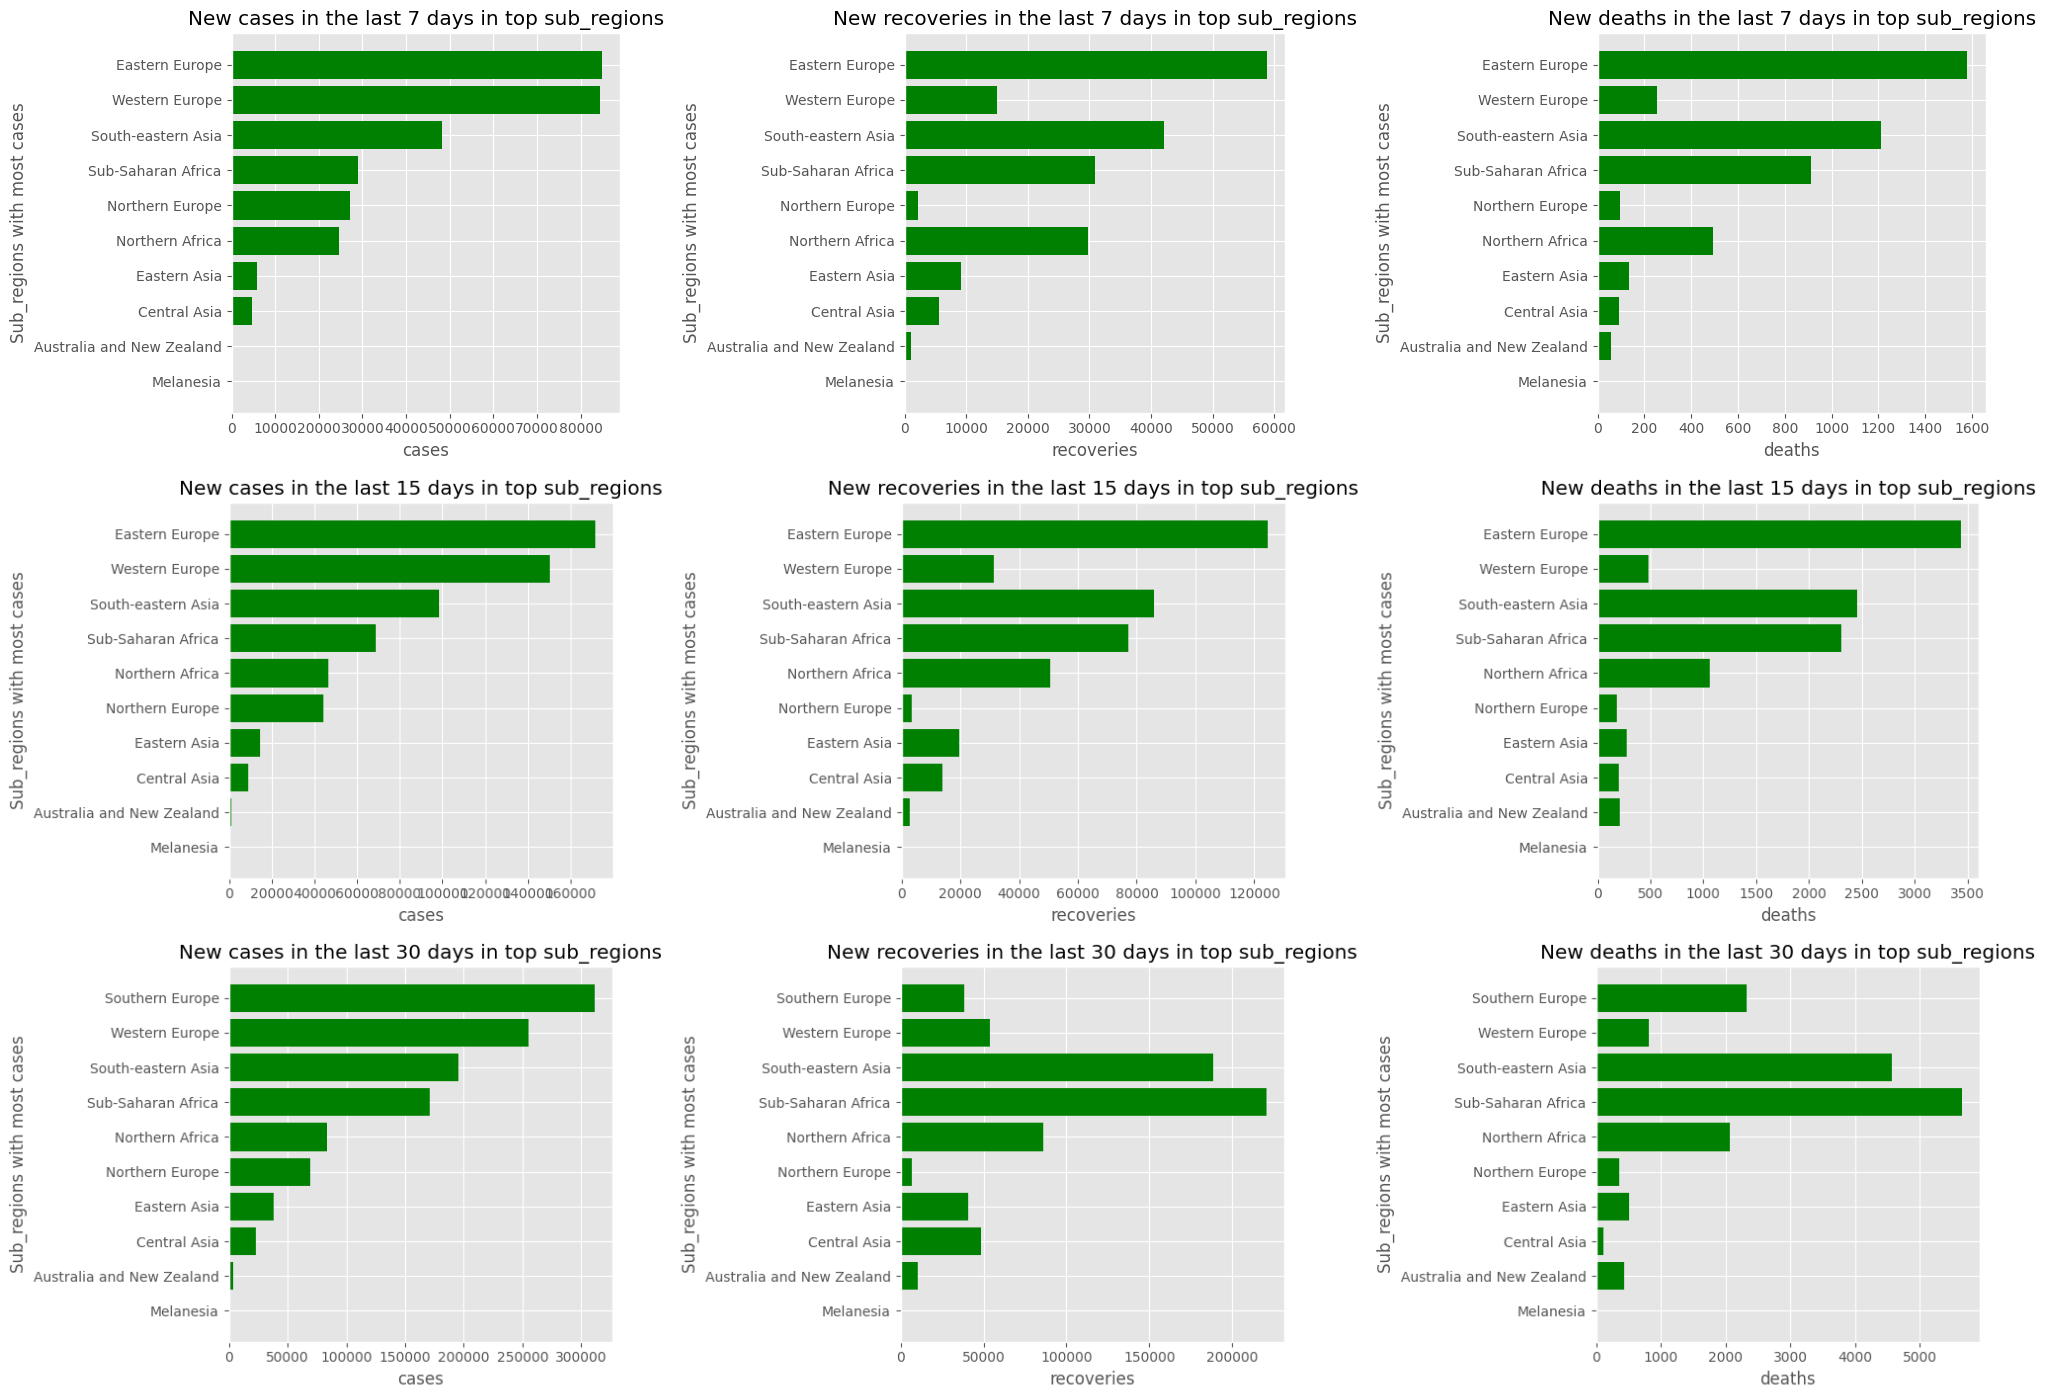 New cases in the last 7 days in top sub_regions
Sub_regions with most cases
Eastern Europe
Western Europe
South-eastern Asia
Sub-Saharan Africa
Northern Europe
Northern Africa
Eastern Asia
Central Asia
Australia and New Zealand
Melanesia
0 10000 20000 30000 40000 50000 60000 70000 80000
cases
New recoveries in the last 7 days in top sub_regions
Sub_regions with most cases
Eastern Europe
Western Europe
South-eastern Asia
Sub-Saharan Africa
Northern Europe
Northern Africa
Eastern Asia
Central Asia
Australia and New Zealand
Melanesia
0 10000 20000 30000 40000 50000 60000
recoveries
New deaths in the last 7 days in top sub_regions
Sub_regions with most cases
Eastern Europe
Western Europe
South-eastern Asia
Sub-Saharan Africa
Northern Europe
Northern Africa
Eastern Asia
Central Asia
Australia and New Zealand
Melanesia
0 200 400 600 800 1000 1200 1400 1600
deaths
New cases in the last 15 days in top sub_regions
Sub_regions with most cases
Eastern Europe
Western Europe
South-eastern Asia
Sub-Saharan Africa
Northern Africa
Northern Europe
Eastern Asia
Central Asia
Australia and New Zealand
Melanesia
0 20000 40000 60000 80000 100000 120000 140000 160000
cases
New recoveries in the last 15 days in top sub_regions
Sub_regions with most cases
Eastern Europe
Western Europe
South-eastern Asia
Sub-Saharan Africa
Northern Africa
Northern Europe
Eastern Asia
Central Asia
Australia and New Zealand
Melanesia
0 20000 40000 60000 80000 100000 120000
recoveries
New deaths in the last 15 days in top sub_regions
Sub_regions with most cases
Eastern Europe
Western Europe
South-eastern Asia
Sub-Saharan Africa
Northern Africa
Northern Europe
Eastern Asia
Central Asia
Australia and New Zealand
Melanesia
0 500 1000 1500 2000 2500 3000 3500
deaths
New cases in the last 30 days in top sub_regions
Sub_regions with most cases
Southern Europe
Western Europe
South-eastern Asia
Sub-Saharan Africa
Northern Africa
Northern Europe
Eastern Asia
Central Asia
Australia and New Zealand
Melanesia
0 50000 100000 150000 200000 250000 300000
cases
New recoveries in the last 30 days in top sub_regions
Sub_regions with most cases
Southern Europe
Western Europe
South-eastern Asia
Sub-Saharan Africa
Northern Africa
Northern Europe
Eastern Asia
Central Asia
Australia and New Zealand
Melanesia
0 50000 100000 150000 200000
recoveries
New deaths in the last 30 days in top sub_regions
Sub_regions with most cases
Southern Europe
Western Europe
South-eastern Asia
Sub-Saharan Africa
Northern Africa
Northern Europe
Eastern Asia
Central Asia
Australia and New Zealand
Melanesia
0 1000 2000 3000 4000 5000
deaths